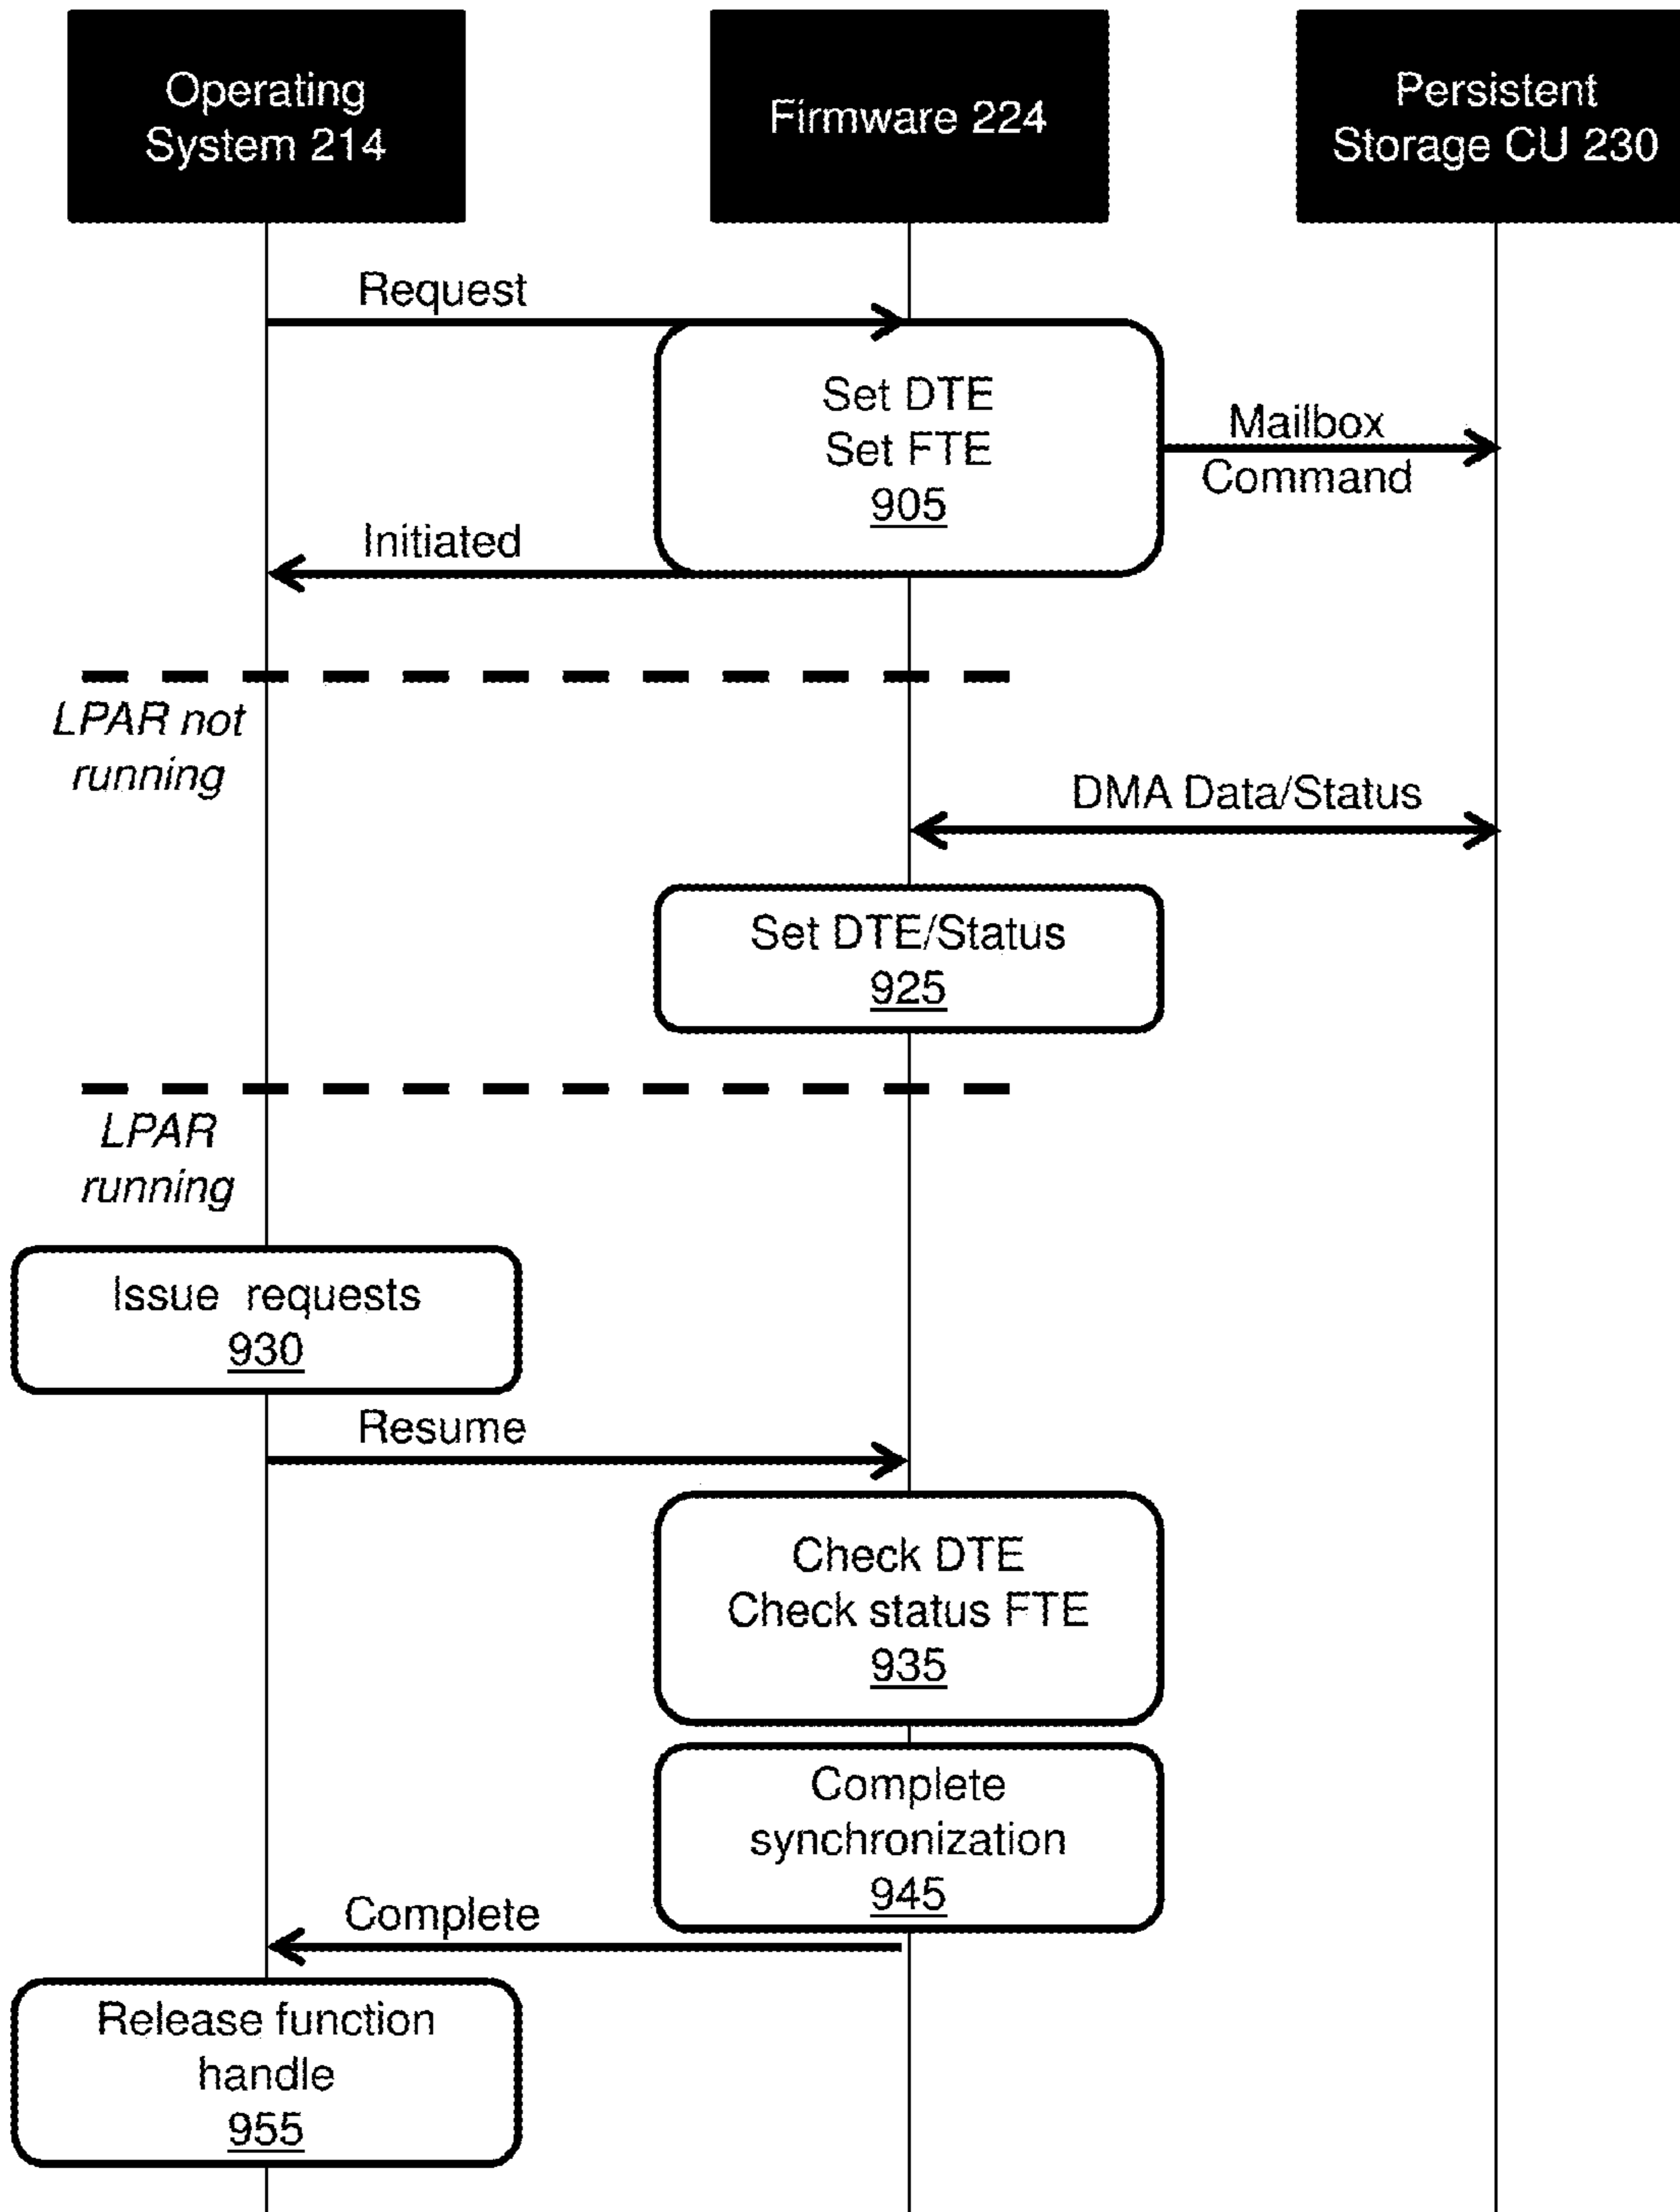 Operating
System 214
Firmware 224
Persistent
Storage CU 230
Request
Set DTE
Set FTE
905
Mailbox
Command
Initiated
LPAR not
running
DMA Data/Status
Set DTE/Status
925
LPAR
running
Issue requests
930
Resume
Check DTE
Check status FTE
935
Complete
synchronization
945
Complete
Release function
handle
955